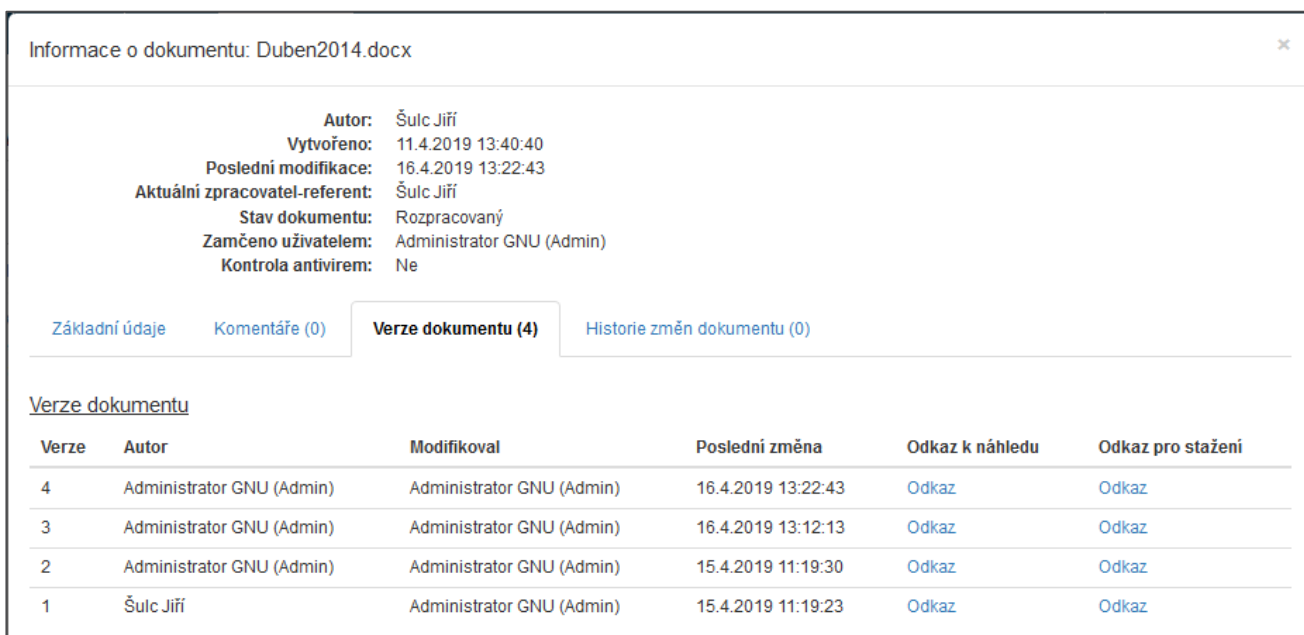 Informace o dokumentu: Duben2014.docx ×
Autor: Šulc Jiří
Vytvořeno: 11.4.2019 13:40:40
Poslední modifikace: 16.4.2019 13:22:43
Aktuální zpracovatel-referent: Šulc Jiří
Stav dokumentu: Rozpracovaný
Zamčeno uživatelem: Administrator GNU (Admin)
Kontrola antivirem: Ne
Základní údaje Komentáře (0) Verze dokumentu (4) Historie změn dokumentu (0)
Verze dokumentu
Verze Autor Modifikoval Poslední změna Odkaz k náhledu Odkaz pro stažení
4 Administrator GNU (Admin) Administrator GNU (Admin) 16.4.2019 13:22:43 Odkaz Odkaz
3 Administrator GNU (Admin) Administrator GNU (Admin) 16.4.2019 13:12:13 Odkaz Odkaz
2 Administrator GNU (Admin) Administrator GNU (Admin) 15.4.2019 11:19:30 Odkaz Odkaz
1 Šulc Jiří Administrator GNU (Admin) 15.4.2019 11:19:23 Odkaz Odkaz